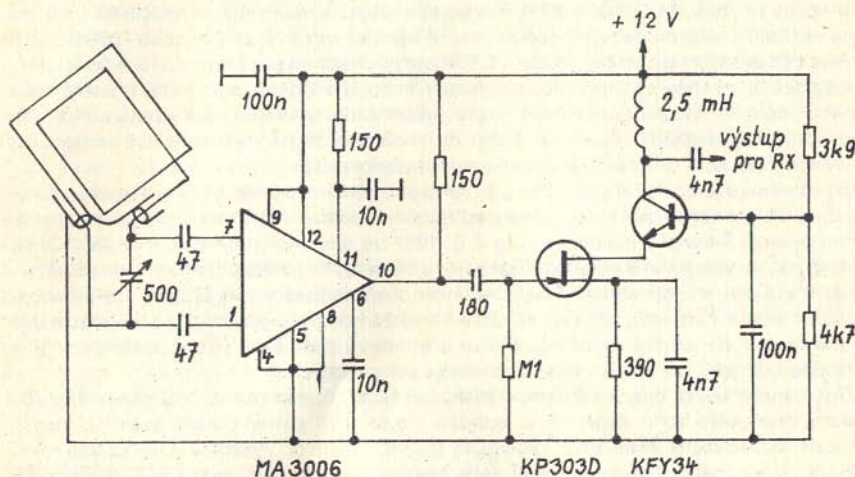 + 12 V
100n
2,5 mH
150
150
výstup
pro RX
3k9
10n
4n7
7
9
12
11
10
47
500
1
6
8
5
4
47
180
10n
M1
390
4n7
100n
4k7
MA3006
KP303D
KFY34